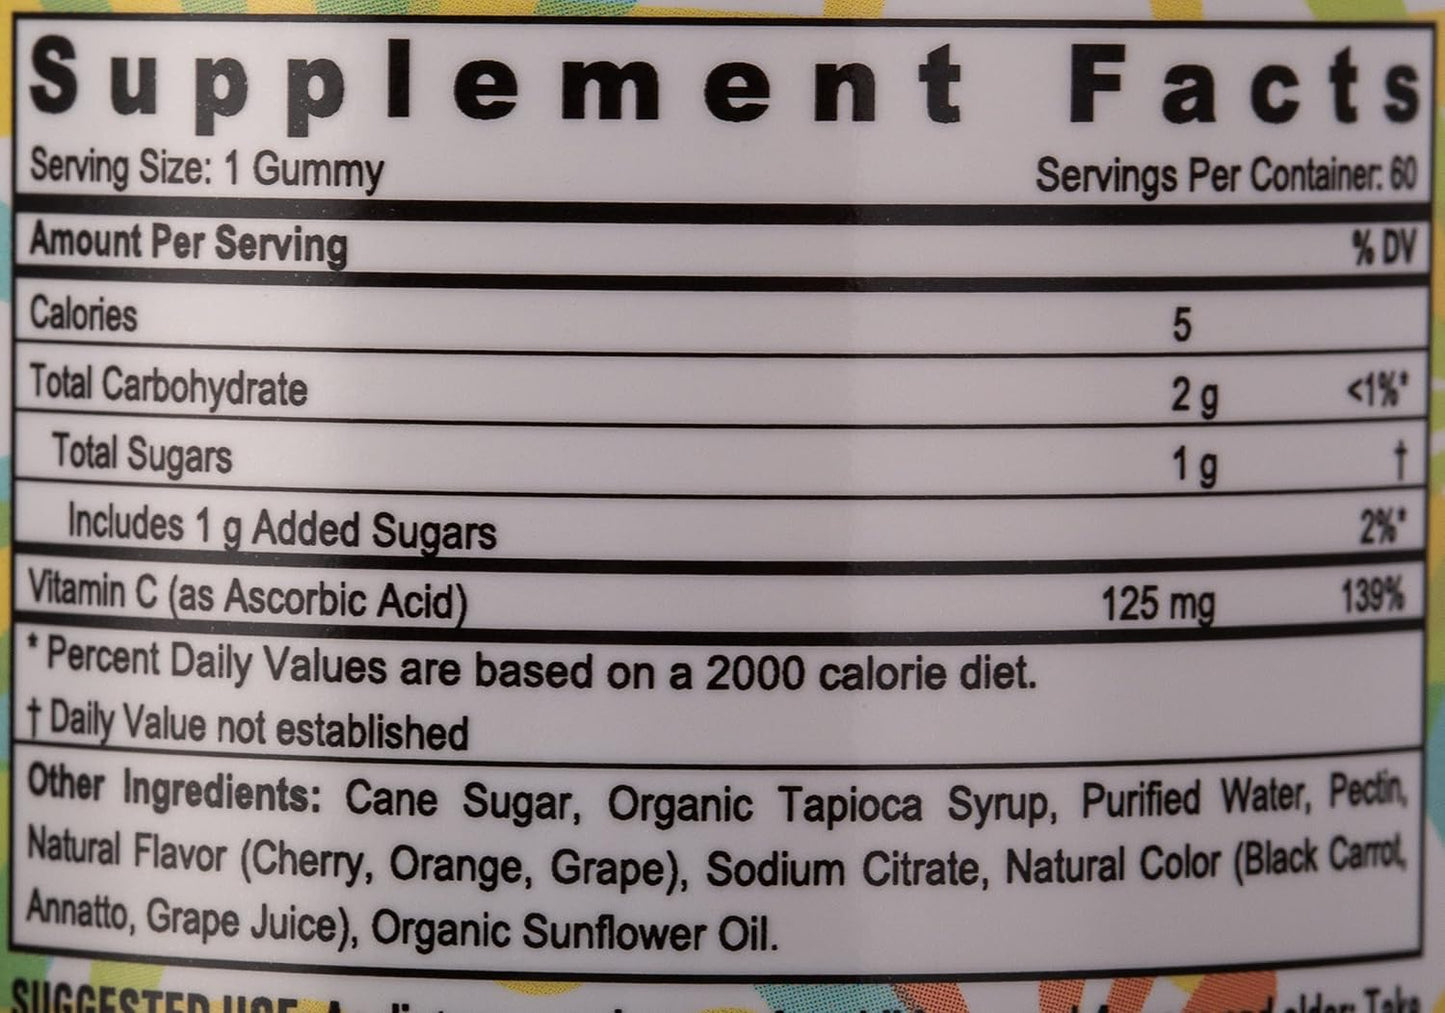 Supplement Facts
Serving Size: 1 Gummy Servings Per Container: 60
Amount Per Serving % DV
Calories 5
Total Carbohydrate 2 g <1%*
Total Sugars 1 g †
Includes 1 g Added Sugars 2%*
Vitamin C (as Ascorbic Acid) 125 mg 139%
* Percent Daily Values are based on a 2000 calorie diet.
† Daily Value not established
Other Ingredients: Cane Sugar, Organic Tapioca Syrup, Purified Water, Pectin,
Natural Flavor (Cherry, Orange, Grape), Sodium Citrate, Natural Color (Black Carrot,
Annatto, Grape Juice), Organic Sunflower Oil.
SUGGESTED USE Take